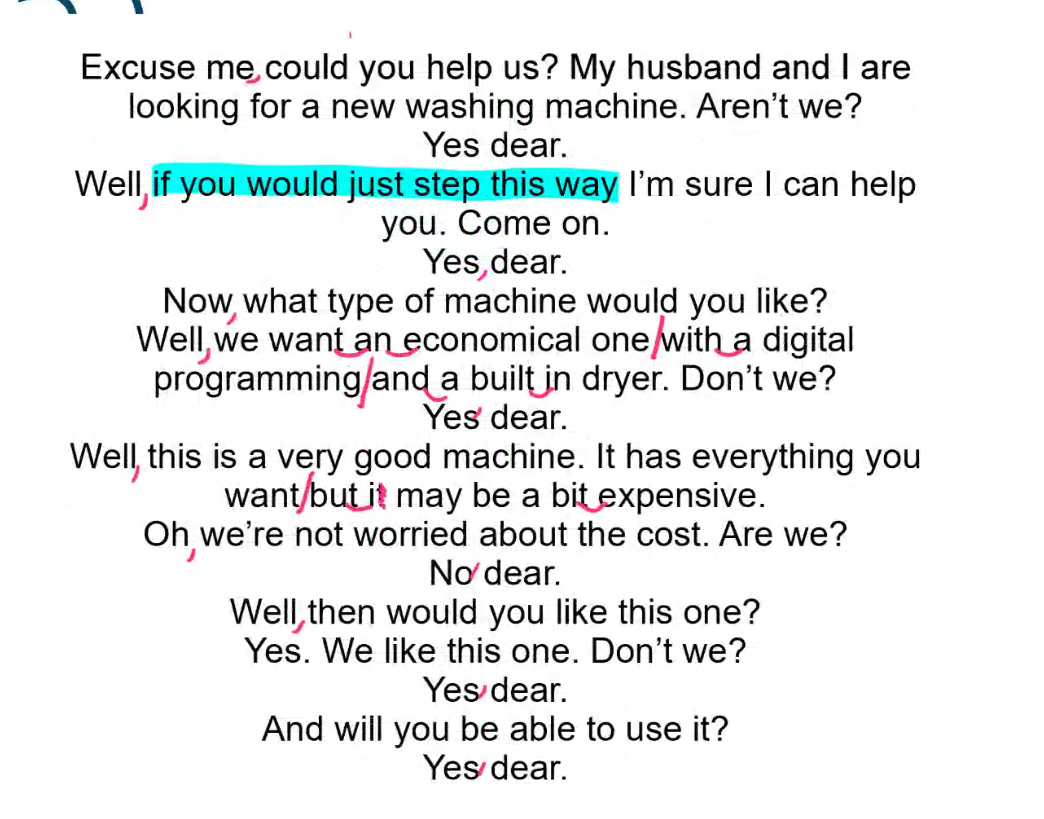 Excuse me, could you help us? My husband and I are
looking for a new washing machine. Aren't we?
Yes dear.
Well, if you would just step this way I'm sure I can help
you. Come on.
Yes, dear.
Now, what type of machine would you like?
Well, we want an economical one/with a digital
programming/and a built in dryer. Don't we?
Yes, dear.
Well, this is a very good machine. It has everything you
want/but it may be a bit expensive.
Oh, we're not worried about the cost. Are we?
No, dear.
Well, then would you like this one?
Yes. We like this one. Don't we?
Yes, dear.
And will you be able to use it?
Yes, dear.